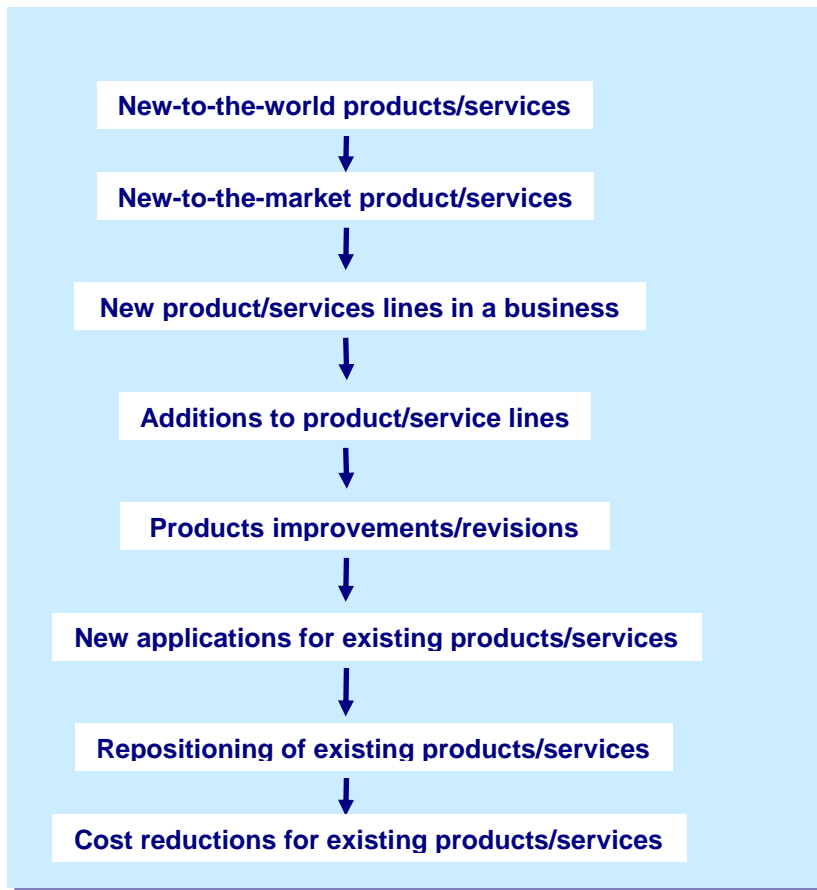 New-to-the-world products/services
New-to-the-market product/services
New product/services lines in a business
Additions to product/service lines
Products improvements/revisions
New applications for existing products/services
Repositioning of existing products/services
Cost reductions for existing products/services